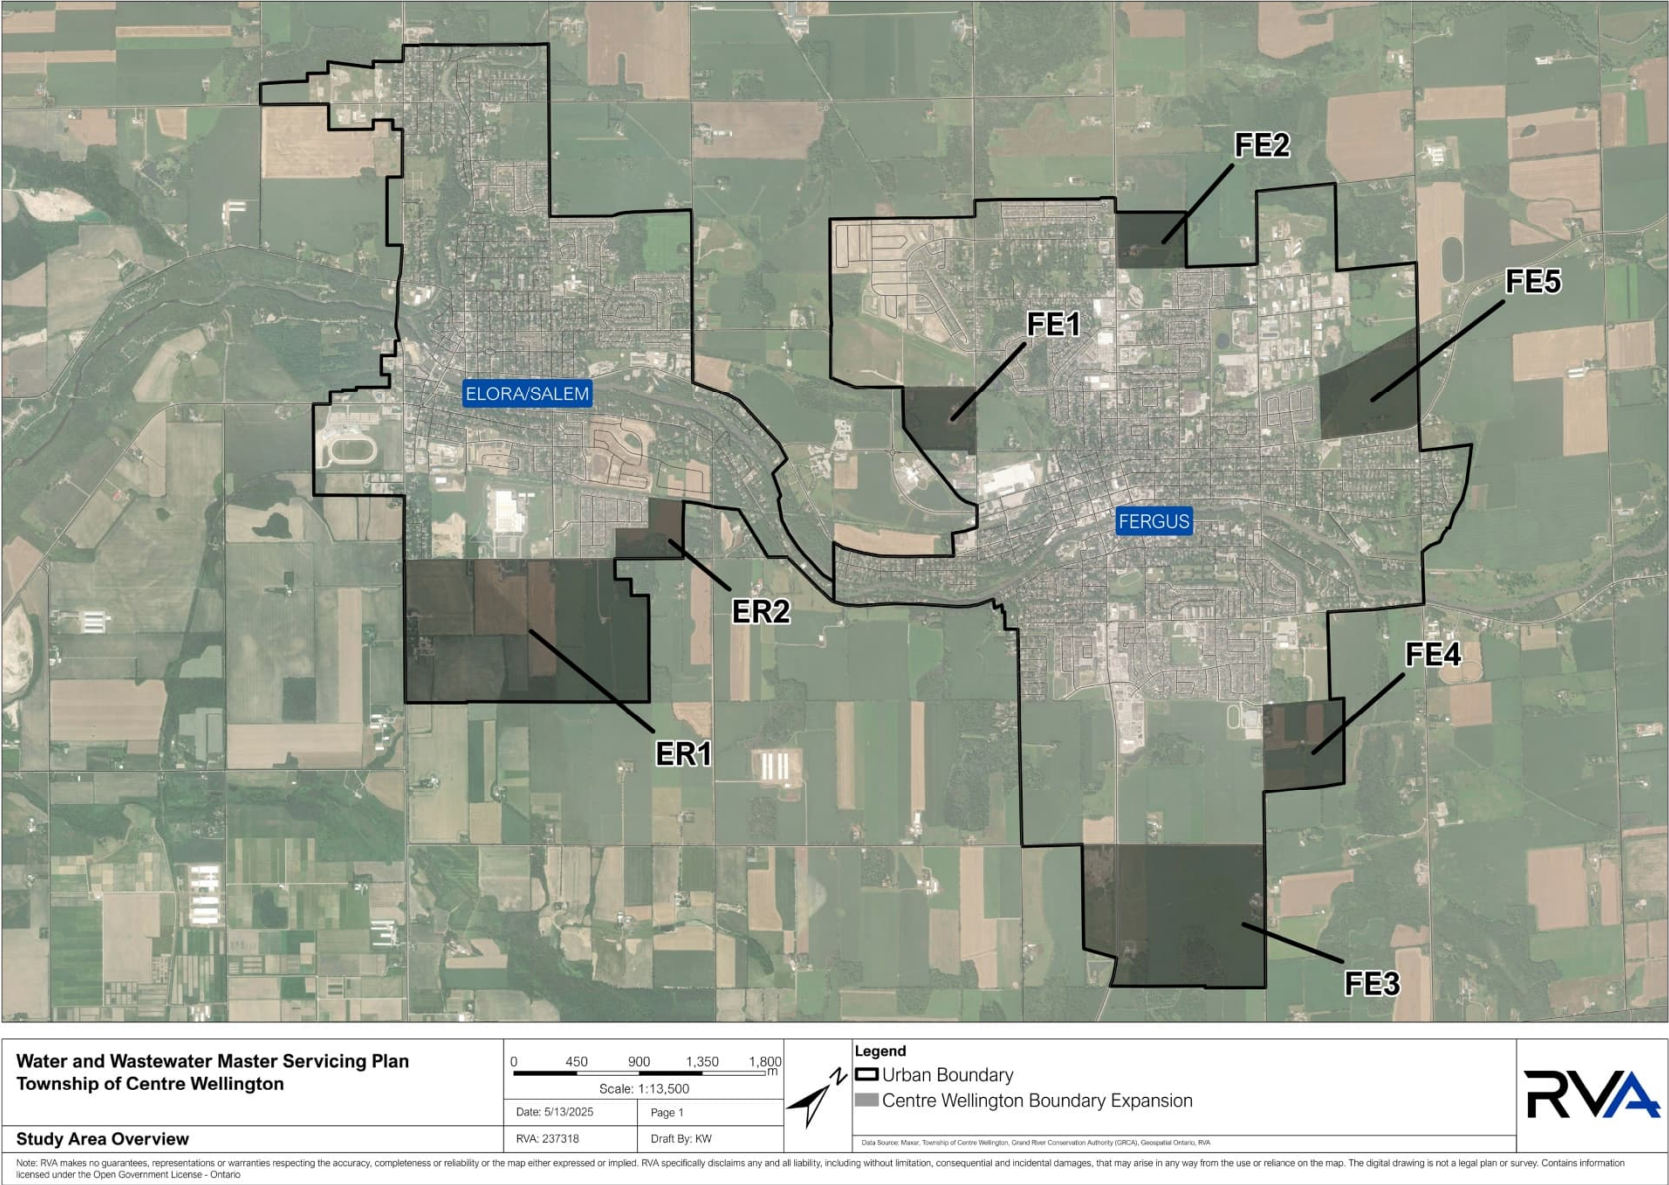 FE2
FE5
FE1
ELORA/SALEM
FERGUS
ER2
FE4
ER1
FE3
Water and Wastewater Master Servicing Plan
Township of Centre Wellington
Study Area Overview
0 450 900 1,350 1,800
m
Scale: 1:13,500
Date: 5/13/2025 Page 1
RVA: 237318 Draft By: KW
N
Legend
Urban Boundary
Centre Wellington Boundary Expansion
Data Source: Maxar, Township of Centre Wellington, Grand River Conservation Authority (GRCA), Geospatial Ontario, RVA
RVA
Note: RVA makes no guarantees, representations or warranties respecting the accuracy, completeness or reliability or the map either expressed or implied. RVA specifically disclaims any and all liability, including without limitation, consequential and incidental damages, that may arise in any way from the use or reliance on the map. The digital drawing is not a legal plan or survey. Contains information
licensed under the Open Government License - Ontario